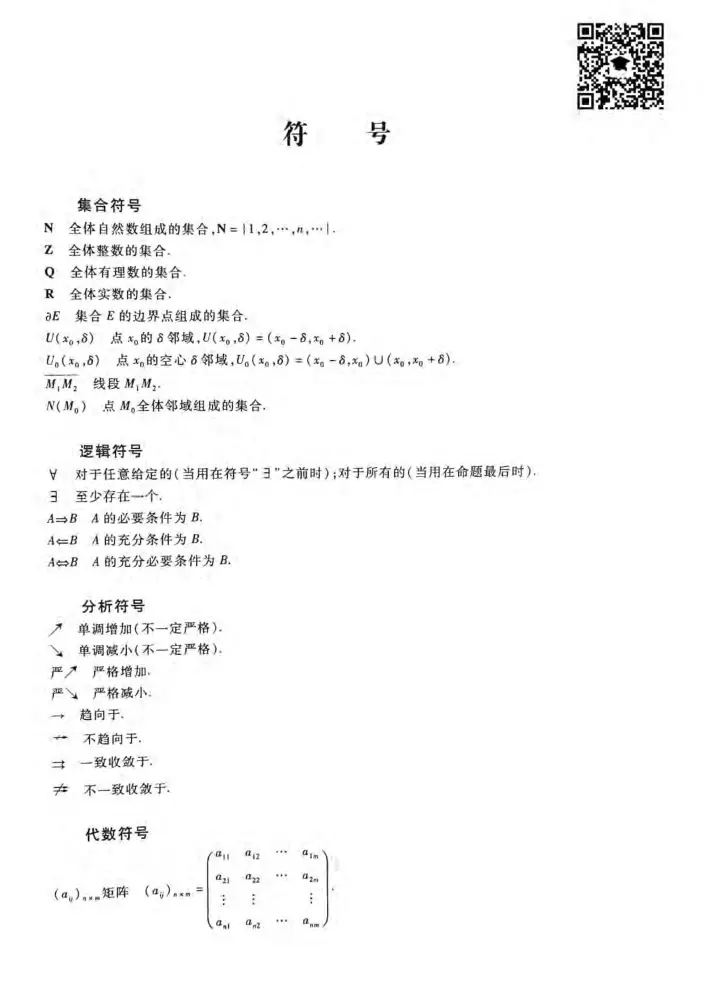 符 号
集合符号
N 全体自然数组成的集合,N={1,2,…,n,…}.
Z 全体整数的集合.
Q 全体有理数的集合.
R 全体实数的集合.
∂E 集合 E 的边界点组成的集合.
U(x₀,δ) 点 x₀的 δ 邻域,U(x₀,δ)=(x₀-δ,x₀+δ).
U₀(x₀,δ) 点 x₀的空心 δ 邻域,U₀(x₀,δ)=(x₀-δ,x₀)∪(x₀,x₀+δ).
M₁M₂ 线段 M₁M₂.
N(M₀) 点 M₀全体邻域组成的集合.
逻辑符号
∀ 对于任意给定的(当用在符号“∃”之前时);对于所有的(当用在命题最后时).
∃ 至少存在一个.
A⇒B A 的必要条件为 B.
A⇐B A 的充分条件为 B.
A⇔B A 的充分必要条件为 B.
分析符号
↗ 单调增加(不一定严格).
↘ 单调减小(不一定严格).
严↗ 严格增加.
严↘ 严格减小.
→ 趋向于.
↛ 不趋向于.
⇉ 一致收敛于.
⇉̸ 不一致收敛于.
代数符号
a₁₁ a₁₂ … a₁ₘ
a₂₁ a₂₂ … a₂ₘ
(aᵢⱼ)ₙ×ₘ矩阵 (aᵢⱼ)ₙ×ₘ=
⋮ ⋮ ⋮
aₙ₁ aₙ₂ … aₙₘ